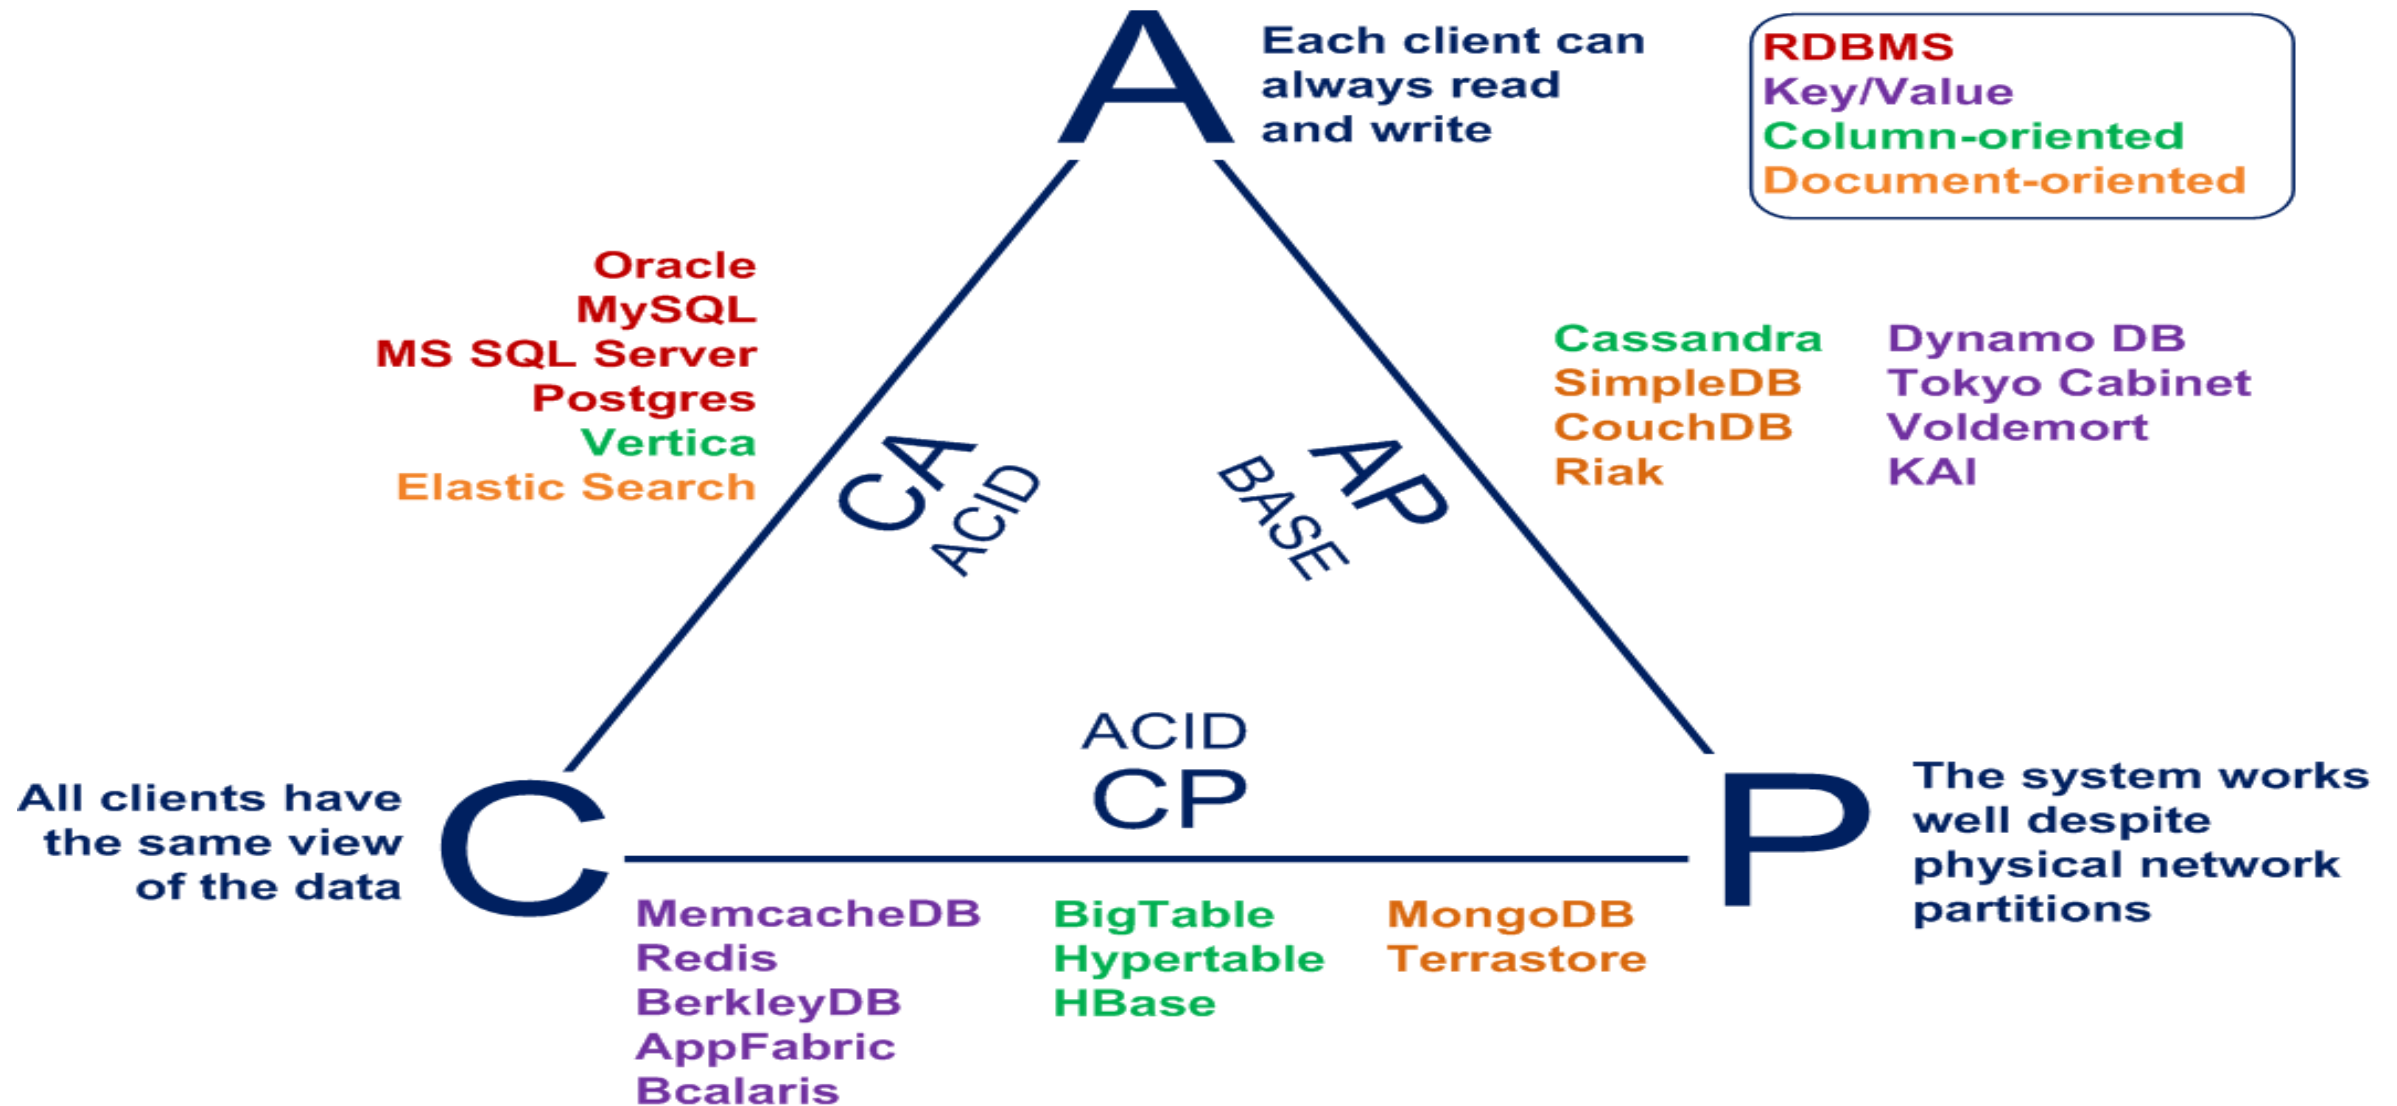 A
Each client can
always read
and write
RDBMS
Key/Value
Column-oriented
Document-oriented
Oracle
MySQL
MS SQL Server
Postgres
Vertica
Elastic Search
CA
ACID
AP
BASE
Cassandra
SimpleDB
CouchDB
Riak
Dynamo DB
Tokyo Cabinet
Voldemort
KAI
ACID
CP
All clients have
the same view
of the data
C
P
The system works
well despite
physical network
partitions
MemcacheDB
Redis
BerkleyDB
AppFabric
Bcalaris
BigTable
Hypertable
HBase
MongoDB
Terrastore